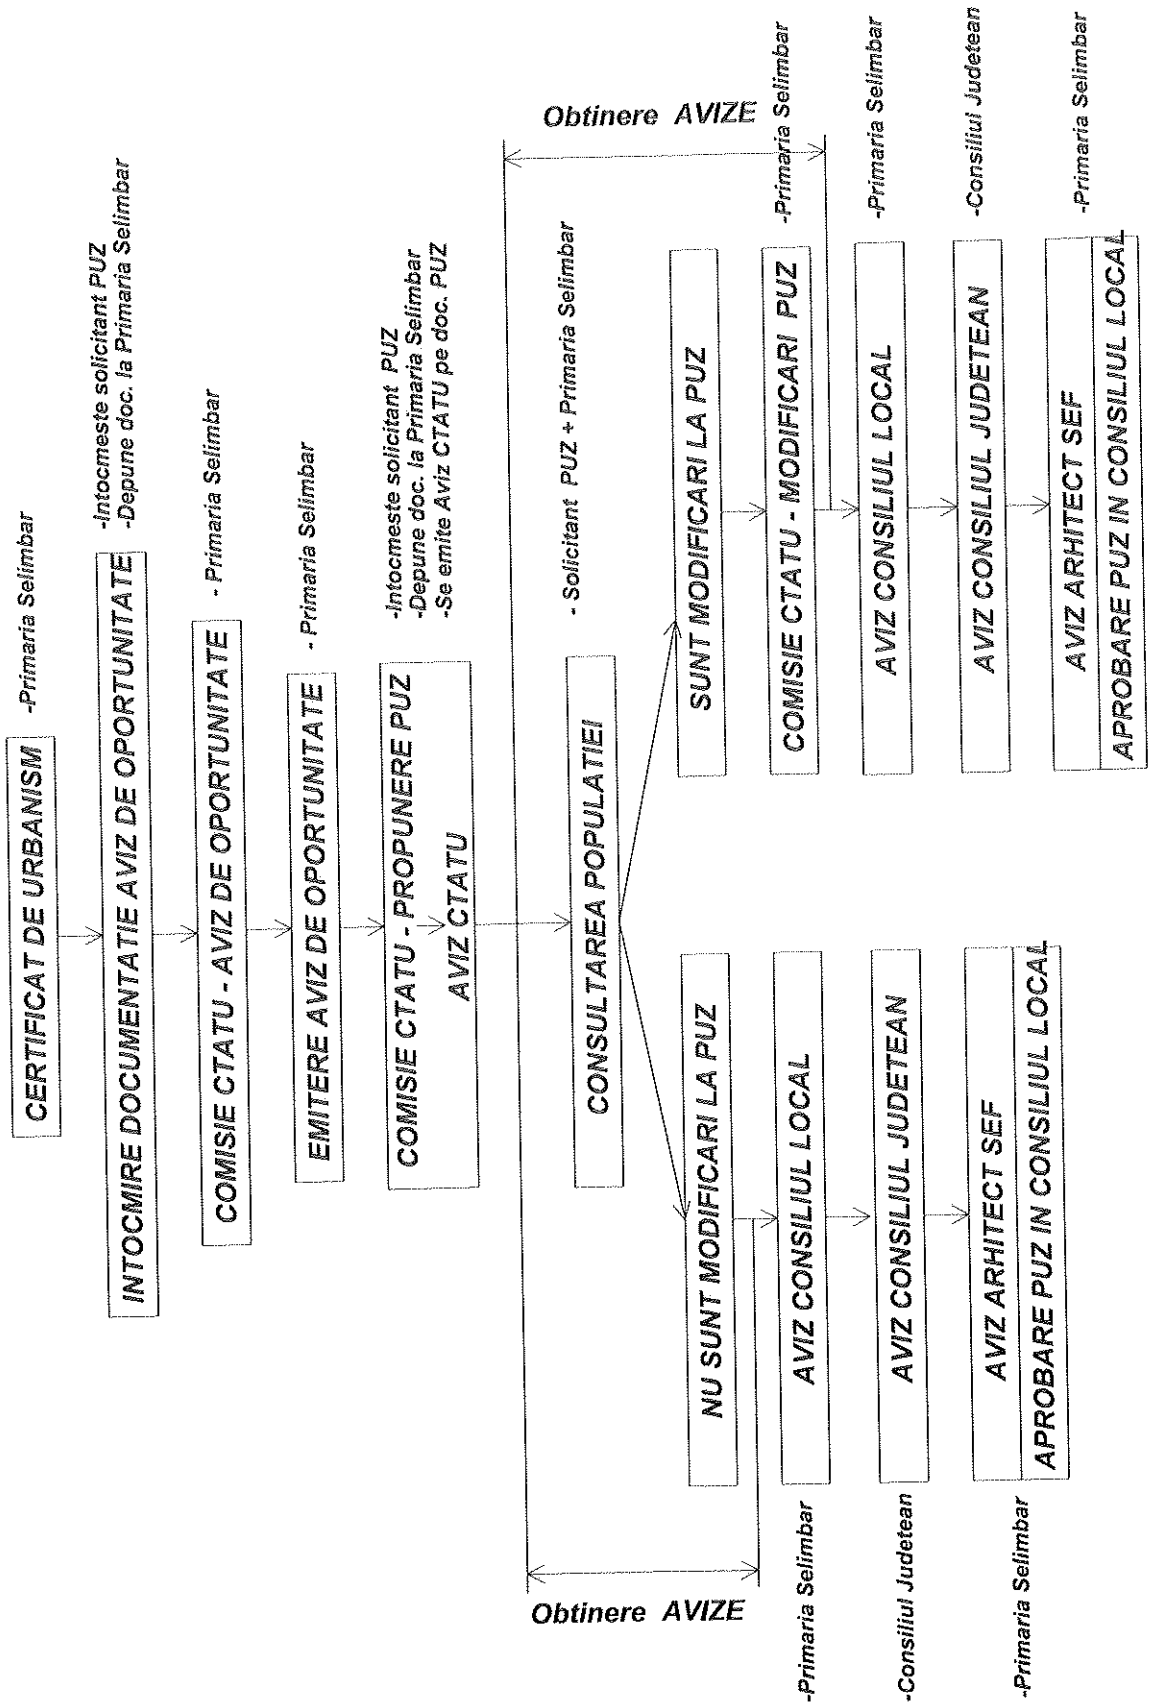 CERTIFICAT DE URBANISM
-Primaria Selimbar
INTOCMIRE DOCUMENTATIE AVIZ DE OPORTUNITATE
-Intocmeste solicitant PUZ
-Depune doc. la Primaria Selimbar
COMISIE CTATU - AVIZ DE OPORTUNITATE
- Primaria Selimbar
EMITERE AVIZ DE OPORTUNITATE
- Primaria Selimbar
COMISIE CTATU - PROPUNERE PUZ
AVIZ CTATU
-Intocmeste solicitant PUZ
-Depune doc. la Primaria Selimbar
-Se emite Aviz CTATU pe doc. PUZ
CONSULTAREA POPULATIEI
- Solicitant PUZ + Primaria Selimbar
Obtinere AVIZE
NU SUNT MODIFICARI LA PUZ
-Primaria Selimbar
AVIZ CONSILIUL LOCAL
-Consiliul Judetean
AVIZ CONSILIUL JUDETEAN
-Primaria Selimbar
AVIZ ARHITECT SEF
APROBARE PUZ IN CONSILIUL LOCAL
Obtinere AVIZE
SUNT MODIFICARI LA PUZ
COMISIE CTATU - MODIFICARI PUZ
-Primaria Selimbar
AVIZ CONSILIUL LOCAL
-Primaria Selimbar
AVIZ CONSILIUL JUDETEAN
-Consiliul Judetean
AVIZ ARHITECT SEF
APROBARE PUZ IN CONSILIUL LOCAL
-Primaria Selimbar